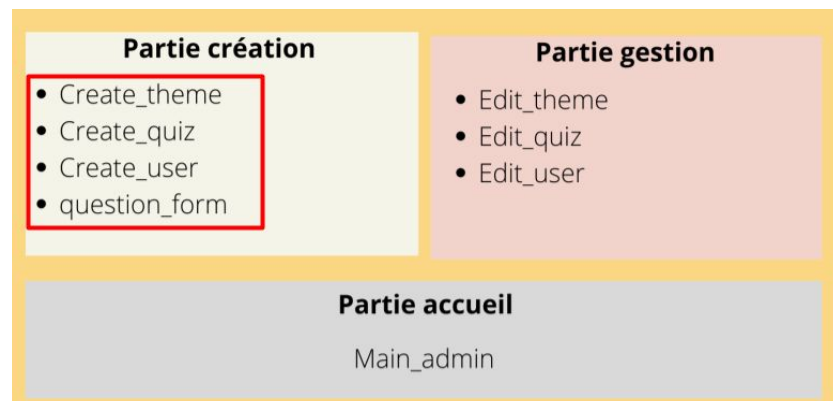 Partie création
• Create_theme
• Create_quiz
• Create_user
• question_form
Partie gestion
• Edit_theme
• Edit_quiz
• Edit_user
Partie accueil
Main_admin